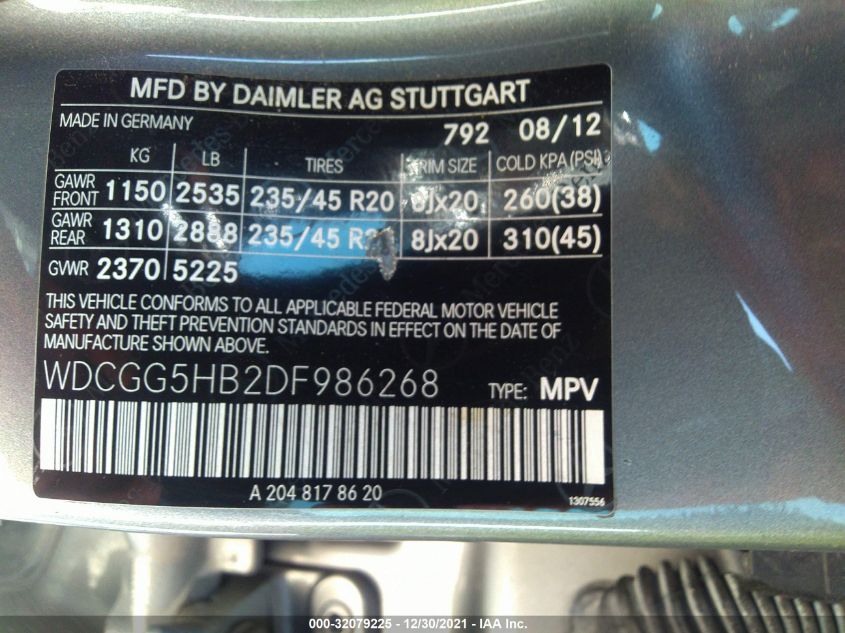 MFD BY DAIMLER AG STUTTGART
MADE IN GERMANY 792 08/12
KG LB TIRES RIM SIZE COLD KPA (PSI)
GAWR FRONT 1150 2535 235/45 R20 8Jx20 260(38)
GAWR REAR 1310 2888 235/45 8Jx20 310(45)
GVWR 2370 5225
THIS VEHICLE CONFORMS TO ALL APPLICABLE FEDERAL MOTOR VEHICLE
SAFETY AND THEFT PREVENTION STANDARDS IN EFFECT ON THE DATE OF
MANUFACTURE SHOWN ABOVE.
WDCGG5HB2DF986268 TYPE: MPV
A 204 817 86 20
1307556
000-32079225 - 12/30/2021 - IAA Inc.